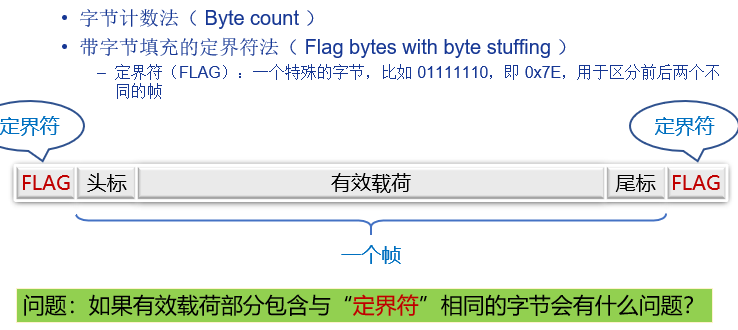 • 字节计数法（ Byte count ）
• 带字节填充的定界符法（ Flag bytes with byte stuffing ）
– 定界符（FLAG）：一个特殊的字节，比如 01111110，即 0x7E，用于区分前后两个不
同的帧
定界符
定界符
FLAG 头标 有效载荷 尾标 FLAG
一个帧
问题：如果有效载荷部分包含与“定界符”相同的字节会有什么问题？